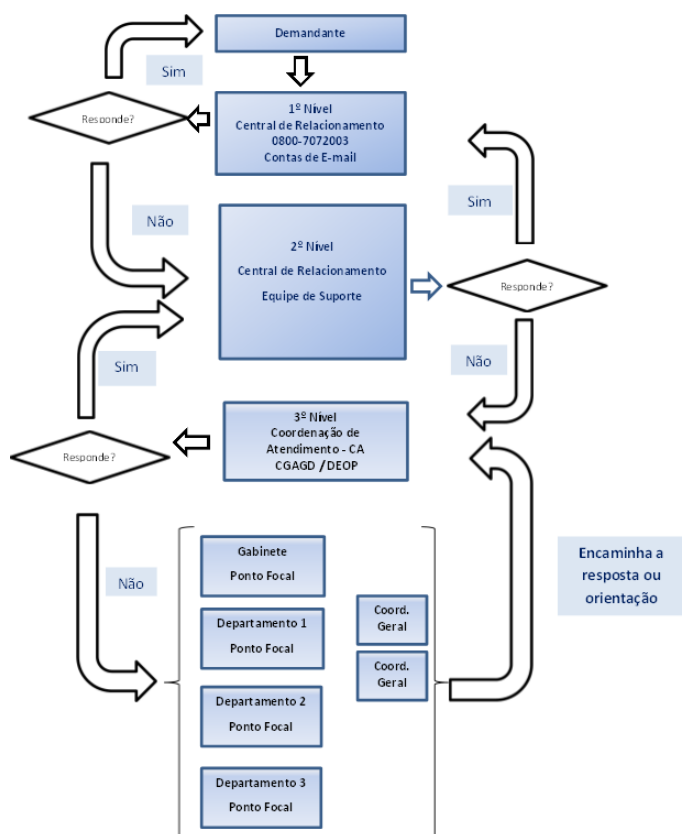 Demandante
Sim
Responde?
1º Nível
Central de Relacionamento
0800-7072003
Contas de E-mail
Não
Sim
2º Nível
Central de Relacionamento
Equipe de Suporte
Responde?
Sim
Não
3º Nível
Coordenação de
Atendimento - CA
CGAGD /DEOP
Responde?
Não
Gabinete
Ponto Focal
Departamento 1
Ponto Focal
Departamento 2
Ponto Focal
Departamento 3
Ponto Focal
Coord.
Geral
Coord.
Geral
Encaminha a
resposta ou
orientação